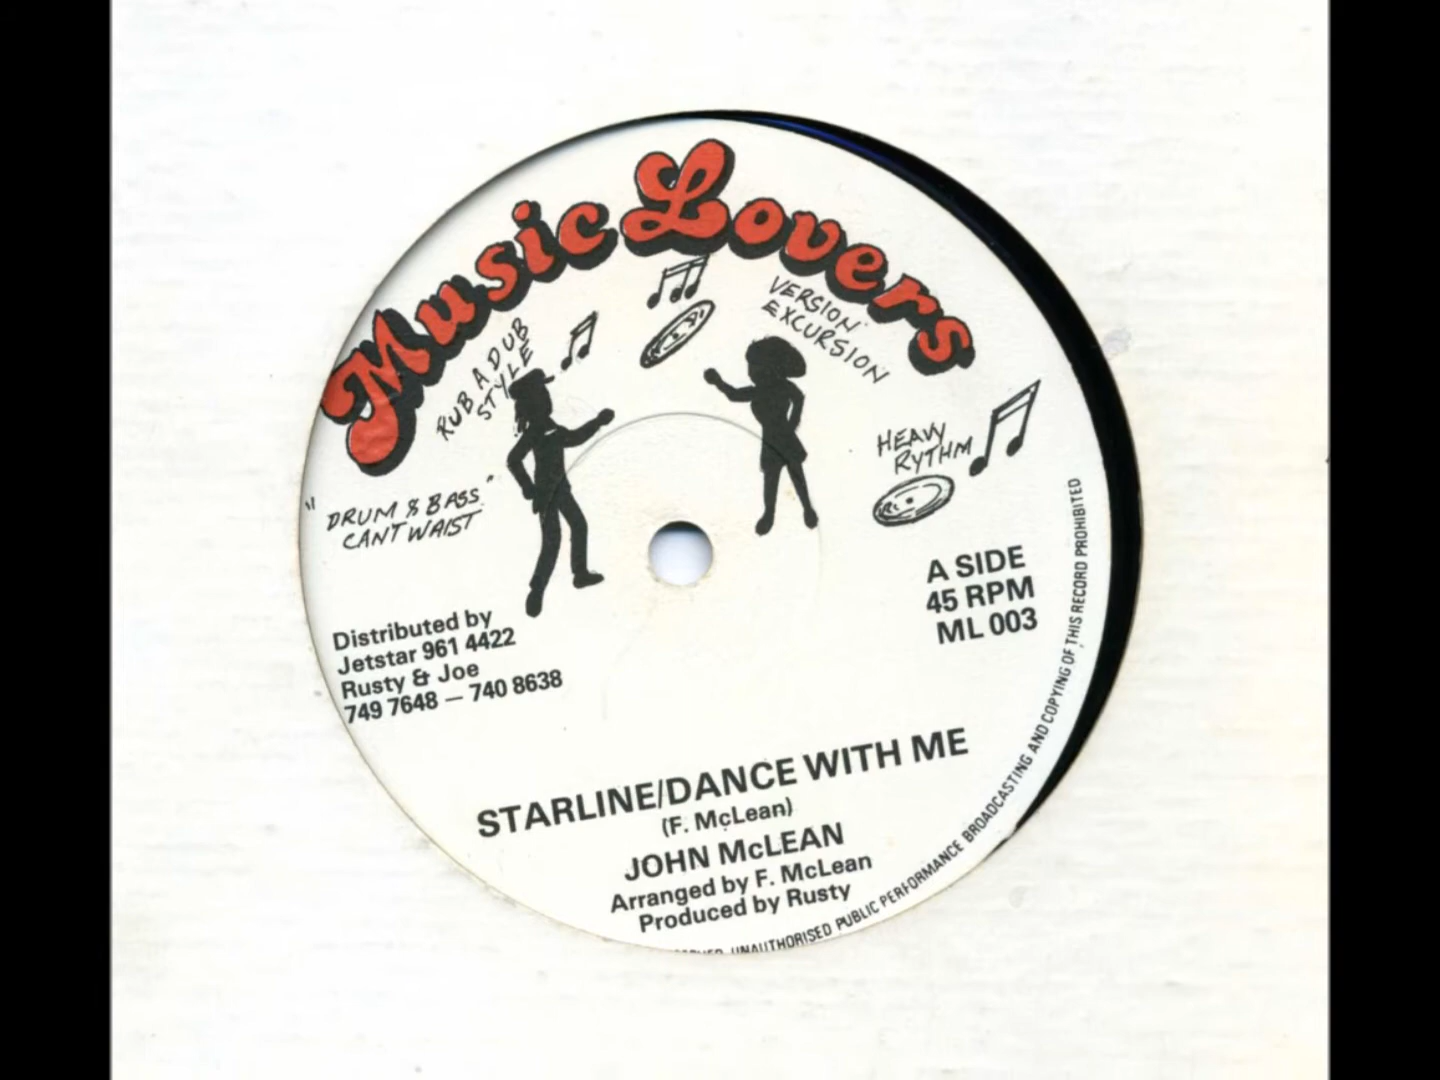 Music Lovers
RUB A DUB
STYLE
VERSION
EXCURSION
HEAVY
RYTHM
"DRUM & BASS"
CANT WAIST
A SIDE
45 RPM
ML 003
Distributed by
Jetstar 961 4422
Rusty & Joe
749 7648 — 740 8638
STARLINE/DANCE WITH ME
(F. McLean)
JOHN McLEAN
Arranged by F. McLean
Produced by Rusty
UNAUTHORISED PUBLIC PERFORMANCE BROADCASTING AND COPYING OF THIS RECORD PROHIBITED